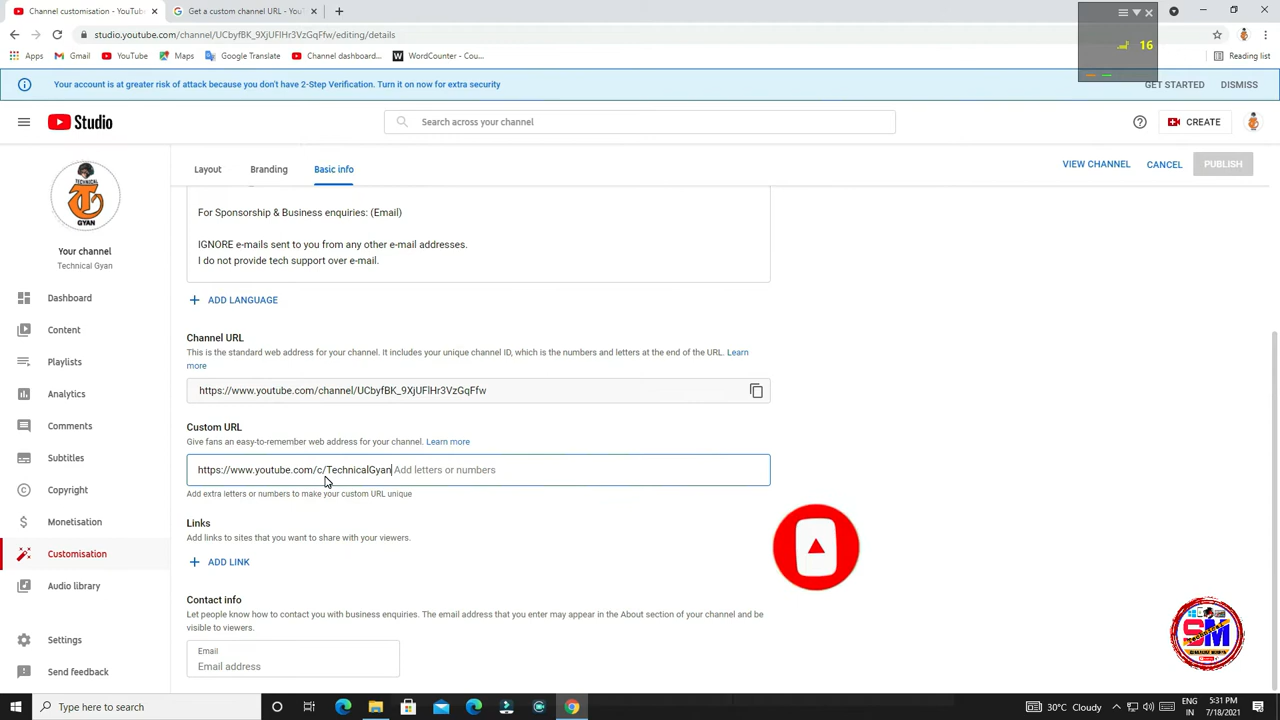 Channel customisation - YouTube
Get a custom channel URL - You
studio.youtube.com/channel/UCbyfBK_9XjUFlHr3VzGqFfw/editing/details
Apps
Gmail
YouTube
Maps
Google Translate
Channel dashboard...
WordCounter - Cou...
16
Reading list
Your account is at greater risk of attack because you don't have 2-Step Verification. Turn it on now for extra security
GET STARTED
DISMISS
Studio
Search across your channel
CREATE
Layout
Branding
Basic info
VIEW CHANNEL
CANCEL
PUBLISH
TECHNICAL
GYAN
Your channel
Technical Gyan
Dashboard
Content
Playlists
Analytics
Comments
Subtitles
Copyright
Monetisation
Customisation
Audio library
Settings
Send feedback
For Sponsorship & Business enquiries: (Email)
IGNORE e-mails sent to you from any other e-mail addresses.
I do not provide tech support over e-mail.
ADD LANGUAGE
Channel URL
This is the standard web address for your channel. It includes your unique channel ID, which is the numbers and letters at the end of the URL. Learn
more
https://www.youtube.com/channel/UCbyfBK_9XjUFlHr3VzGqFfw
Custom URL
Give fans an easy-to-remember web address for your channel. Learn more
https://www.youtube.com/c/TechnicalGyan Add letters or numbers
Add extra letters or numbers to make your custom URL unique
Links
Add links to sites that you want to share with your viewers.
ADD LINK
Contact info
Let people know how to contact you with business enquiries. The email address that you enter may appear in the About section of your channel and be
visible to viewers.
Email
Email address
SM
Type here to search
30°C Cloudy
ENG
IN
5:31 PM
7/18/2021